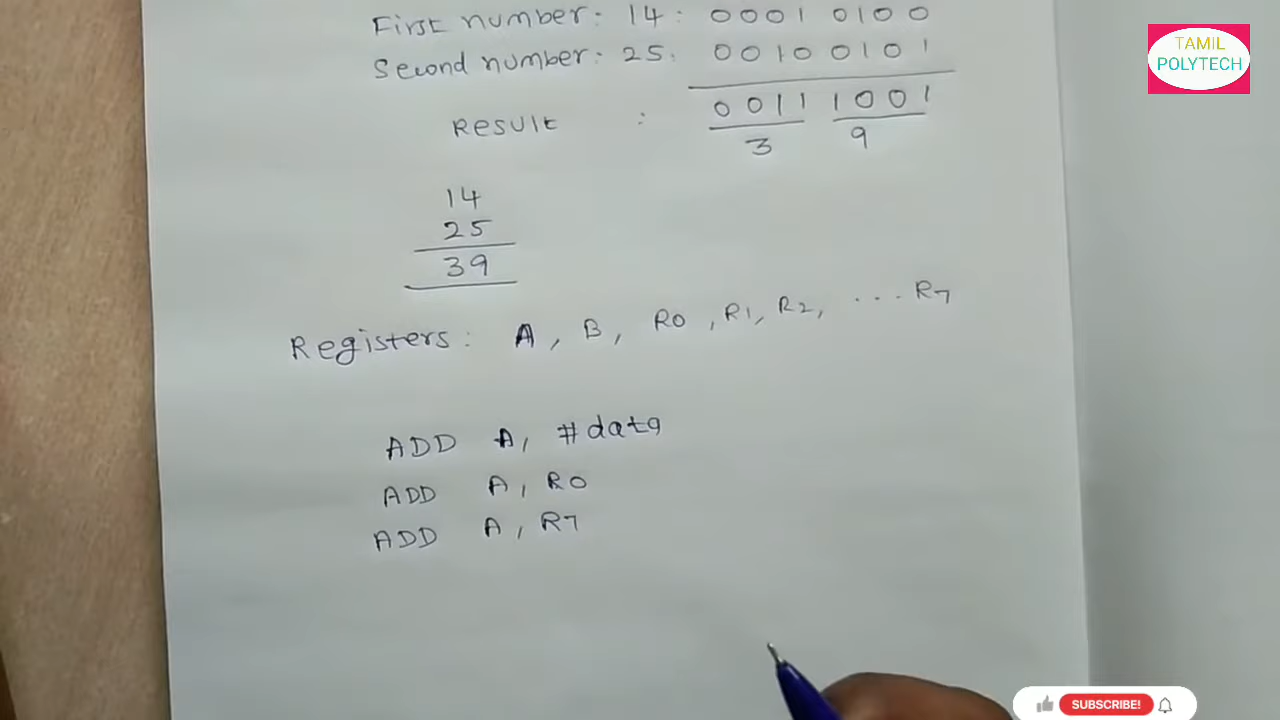 First number: 14: 0001 0100
Second number: 25: 0010 0101
Result : 0011 1001
3 9
14
25
39
Registers: A, B, R0, R1, R2, ... R7
ADD A, #data
ADD A, R0
ADD A, R7
TAMIL
POLYTECH
SUBSCRIBE!